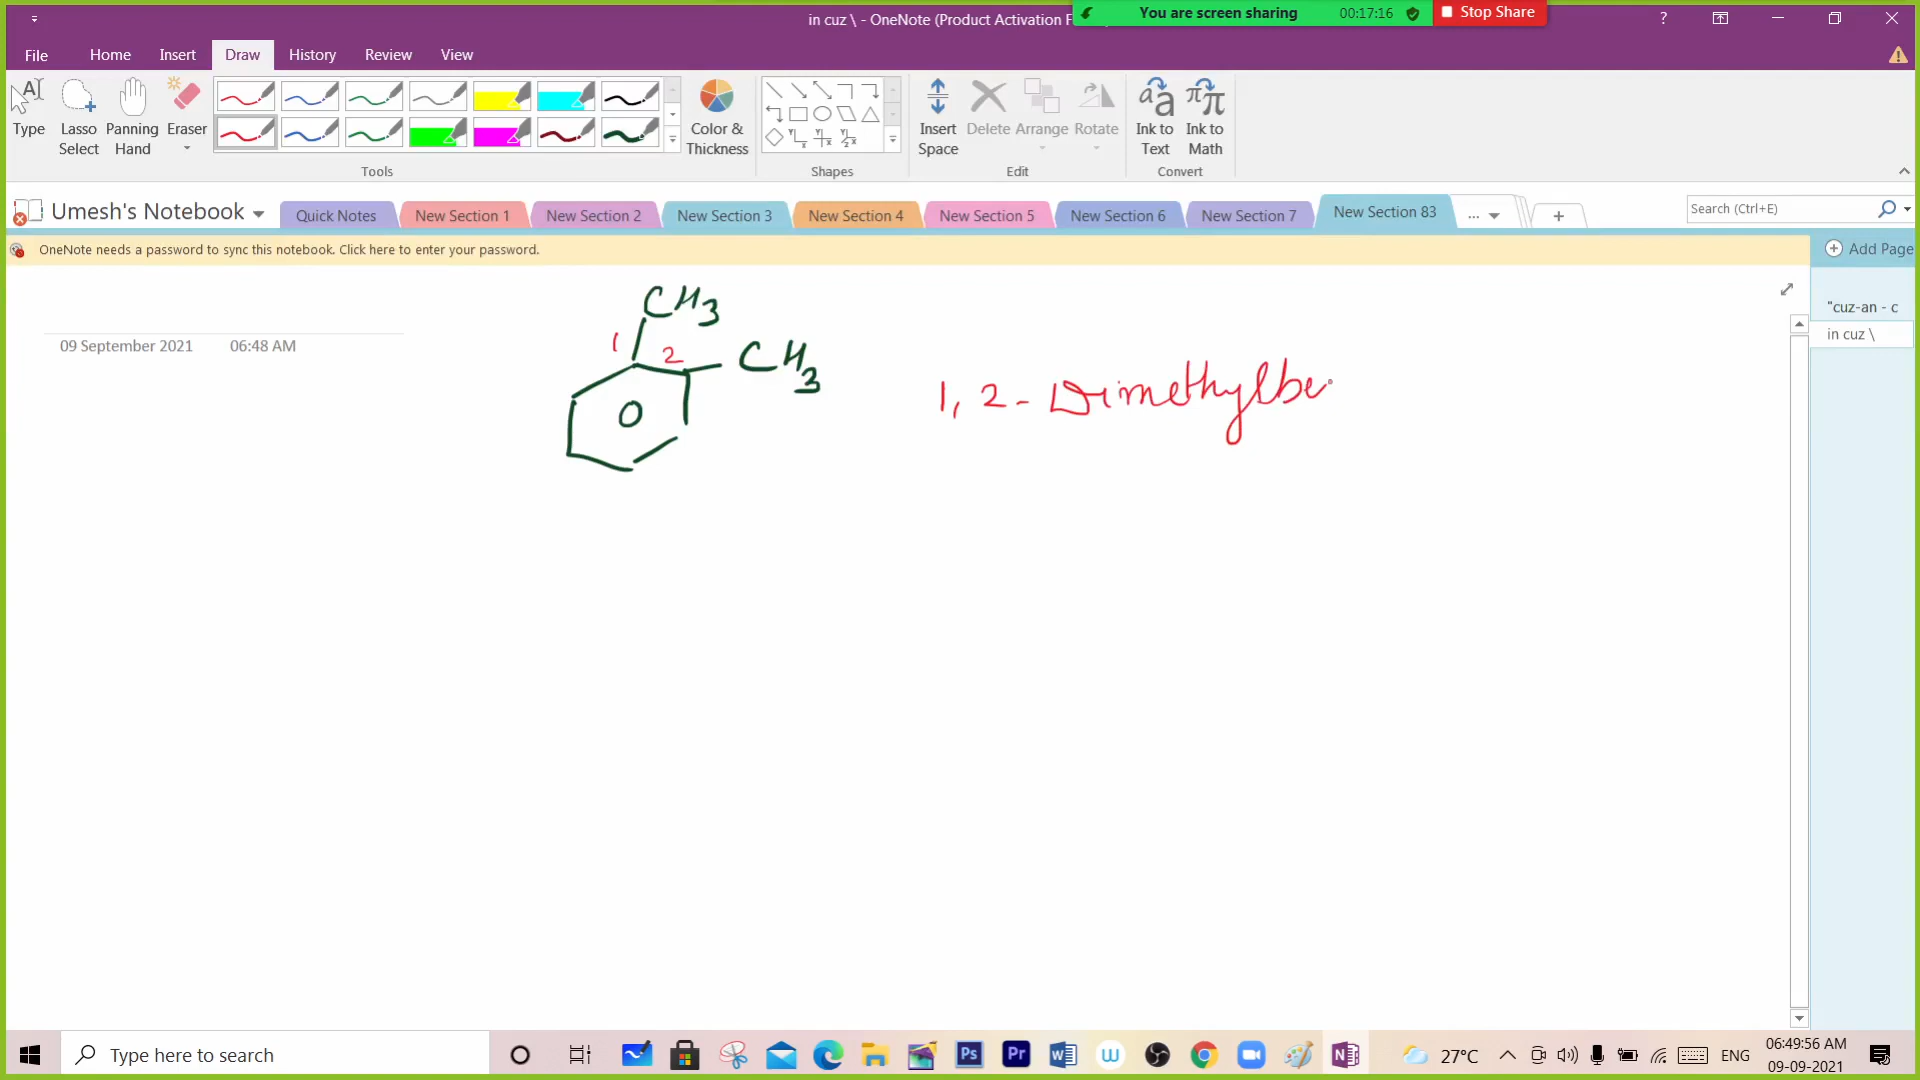 in cuz \ - OneNote (Product Activation F
You are screen sharing 00:17:16 Stop Share
?
File Home Insert Draw History Review View
Type
Lasso Select
Panning Hand
Eraser
Color & Thickness
Insert Space
Delete
Arrange
Rotate
Ink to Text
Ink to Math
Tools Shapes Edit Convert
Umesh's Notebook
Quick Notes New Section 1 New Section 2 New Section 3 New Section 4 New Section 5 New Section 6 New Section 7 New Section 83 ... +
Search (Ctrl+E)
OneNote needs a password to sync this notebook. Click here to enter your password.
Add Page
"cuz-an - c
in cuz \
09 September 2021 06:48 AM
CH3
1
2 CH3
1, 2 - Dimethylbe
Type here to search
Ps Pr W N
27°C ENG
06:49:56 AM
09-09-2021